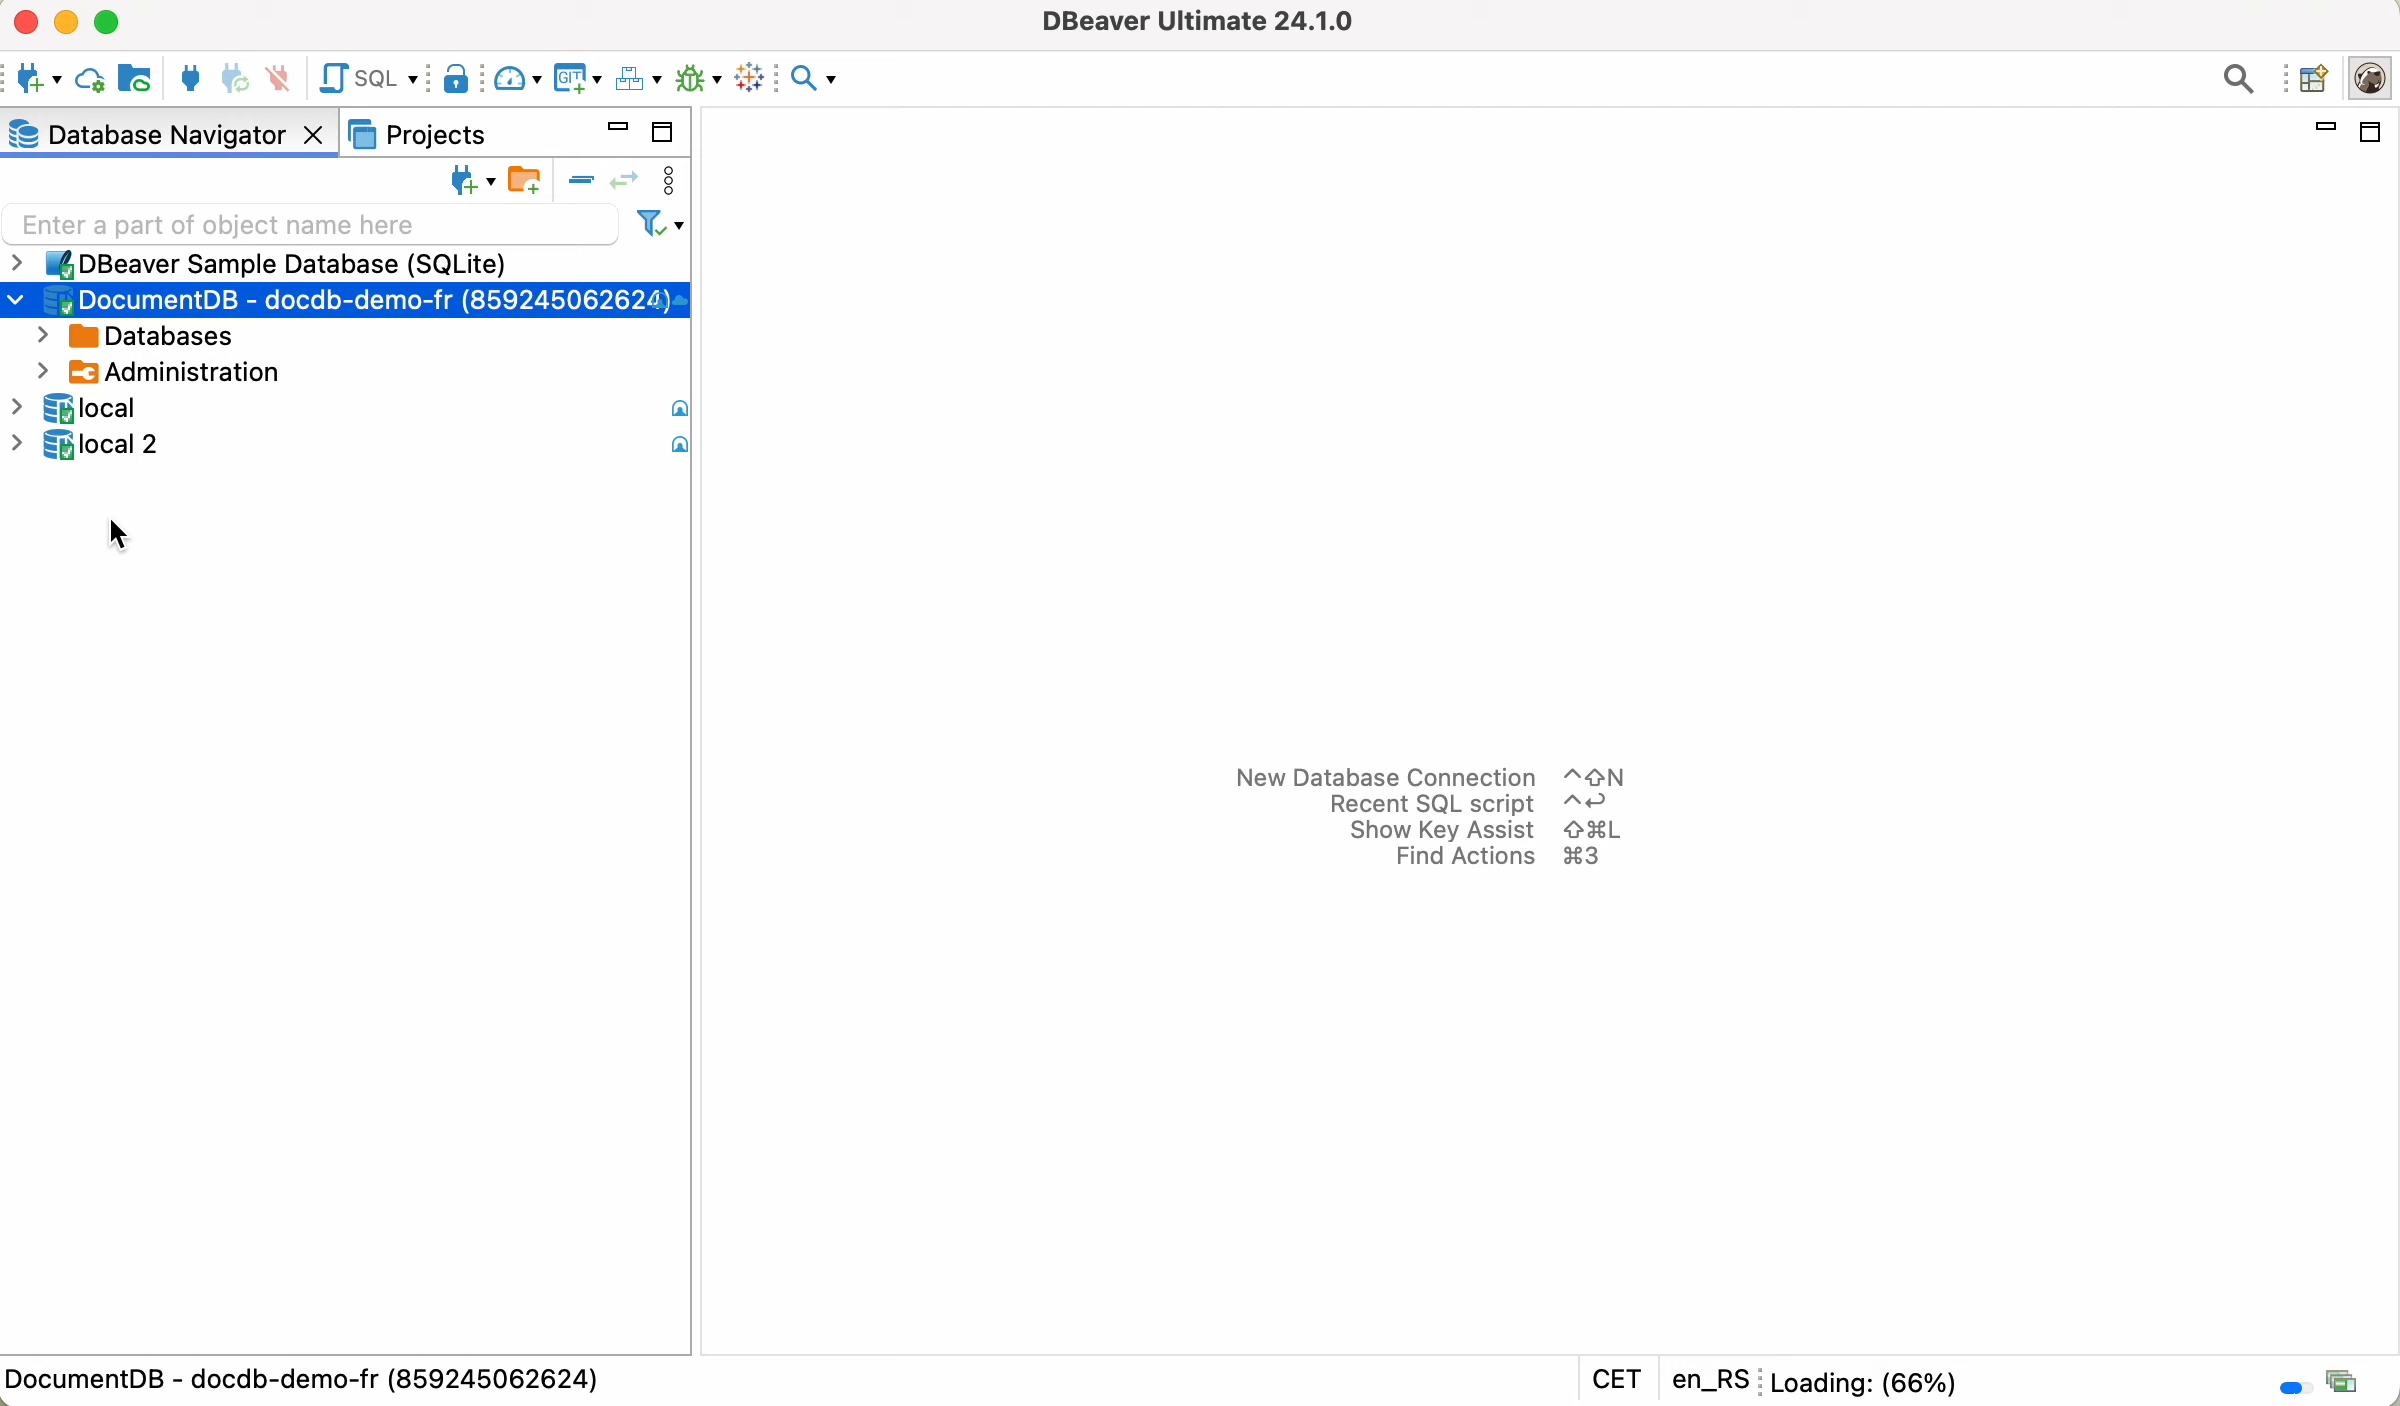 DBeaver Ultimate 24.1.0
SQL
GIT
Database Navigator
Projects
Enter a part of object name here
DBeaver Sample Database (SQLite)
DocumentDB - docdb-demo-fr (859245062624)
Databases
Administration
local
local 2
New Database Connection ⌃⇧N
Recent SQL script ⌃↩
Show Key Assist ⇧⌘L
Find Actions ⌘3
DocumentDB - docdb-demo-fr (859245062624)
CET
en_RS
Loading: (66%)